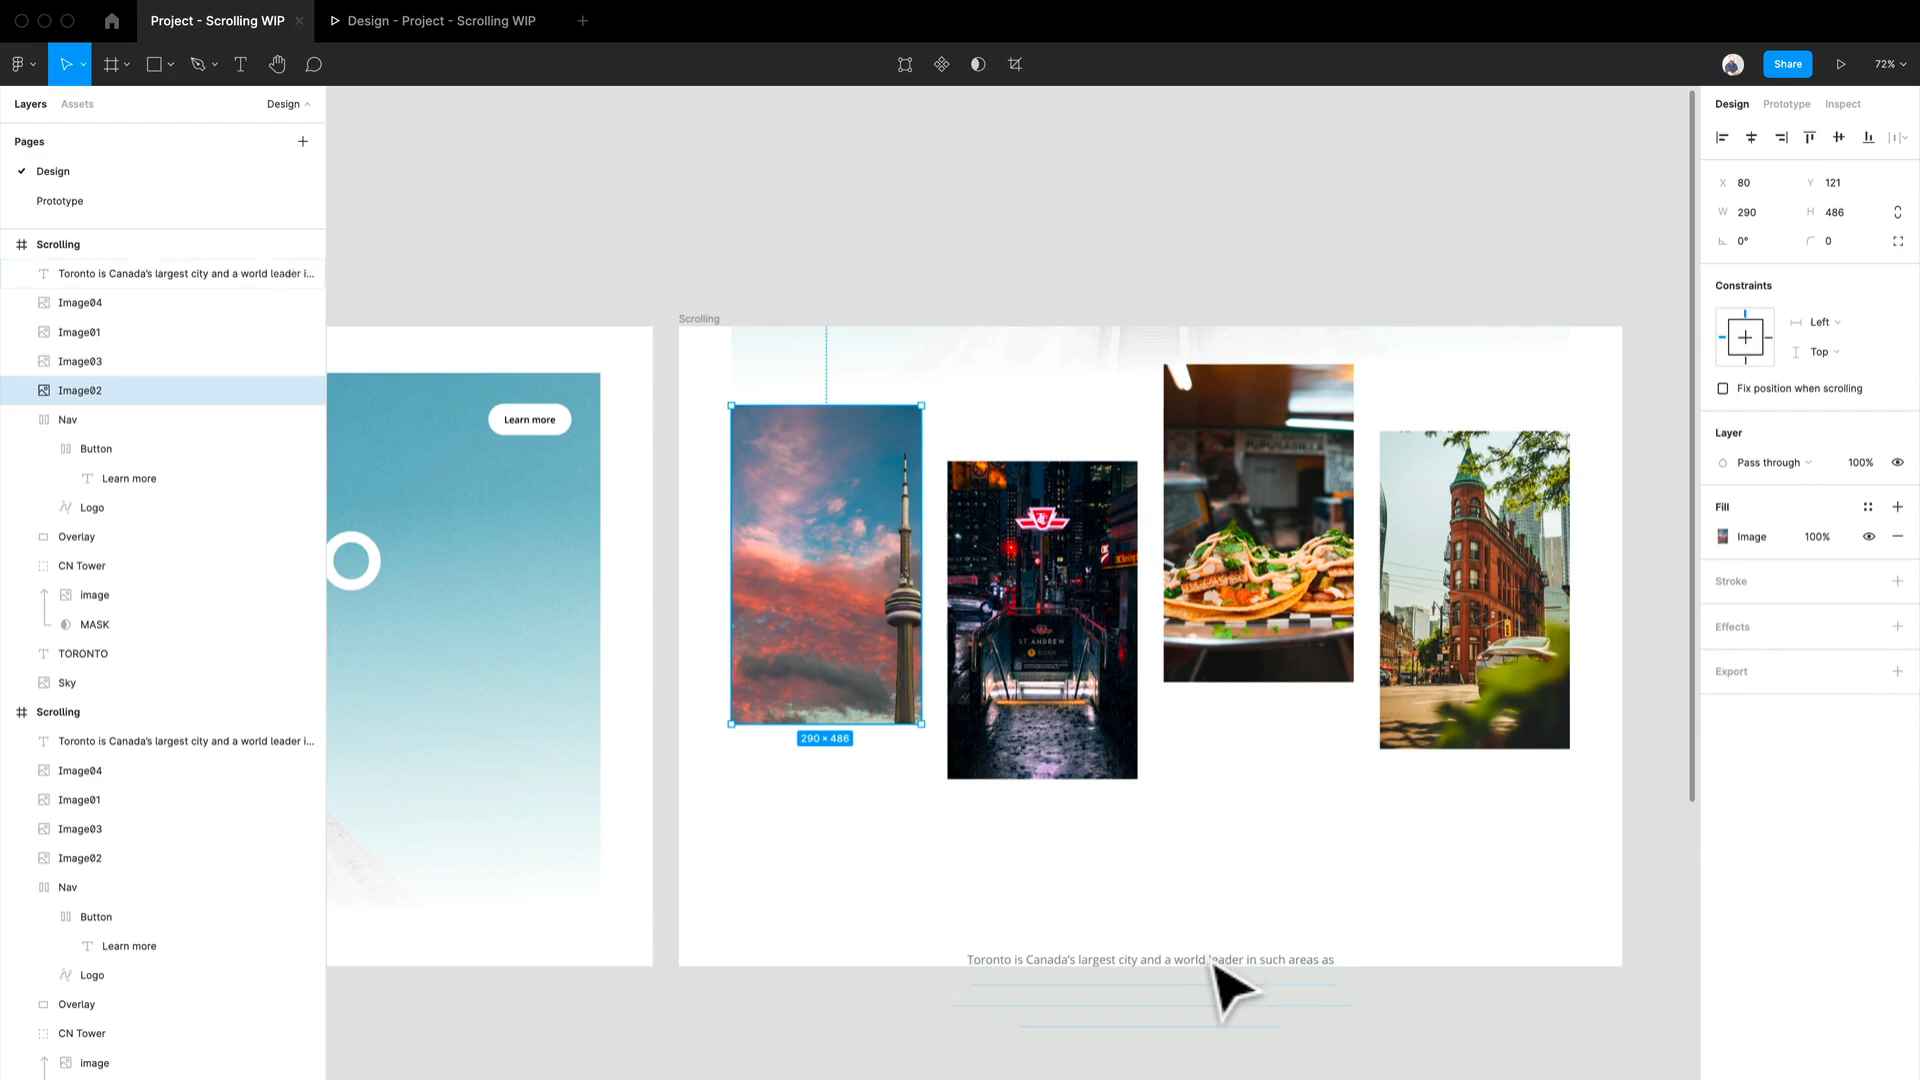 Project - Scrolling WIP
Design - Project - Scrolling WIP
Share
72%
Layers
Assets
Design
Pages
Design
Prototype
Scrolling
Toronto is Canada's largest city and a world leader i...
Image04
Image01
Image03
Image02
Nav
Button
Learn more
Logo
Overlay
CN Tower
image
MASK
TORONTO
Sky
Scrolling
Toronto is Canada's largest city and a world leader i...
Image04
Image01
Image03
Image02
Nav
Button
Learn more
Logo
Overlay
CN Tower
image
Learn more
Scrolling
ST ANDREW
290 × 486
Toronto is Canada's largest city and a world leader in such areas as
Design
Prototype
Inspect
X 80
Y 121
W 290
H 486
0°
0
Constraints
Left
Top
Fix position when scrolling
Layer
Pass through
100%
Fill
Image
100%
Stroke
Effects
Export